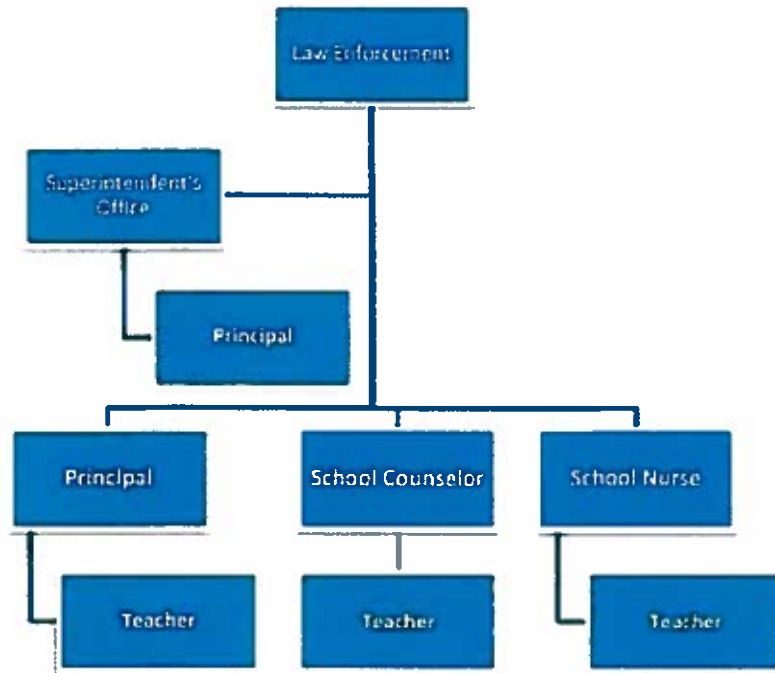 Law Enforcement
Superintendent's
Office
Principal
Principal
School Counselor
School Nurse
Teacher
Teacher
Teacher